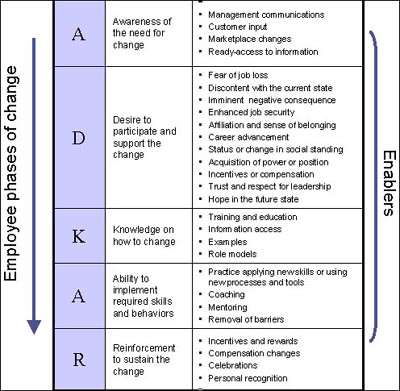 Employee phases of change
A
Awareness of
the need for
change
Management communications
Customer input
Marketplace changes
Ready-access to information
D
Desire to
participate and
support the
change
Fear of job loss
Discontent with the current state
Imminent negative consequence
Enhanced job security
Affiliation and sense of belonging
Career advancement
Status or change in social standing
Acquisition of power or position
Incentives or compensation
Trust and respect for leadership
Hope in the future state
K
Knowledge on
how to change
Training and education
Information access
Examples
Role models
A
Ability to
implement
required skills
and behaviors
Practice applying newskills or using
newprocesses and tools
Coaching
Mentoring
Removal of barriers
R
Reinforcement
to sustain the
change
Incentives and rewards
Compensation changes
Celebrations
Personal recognition
Enablers